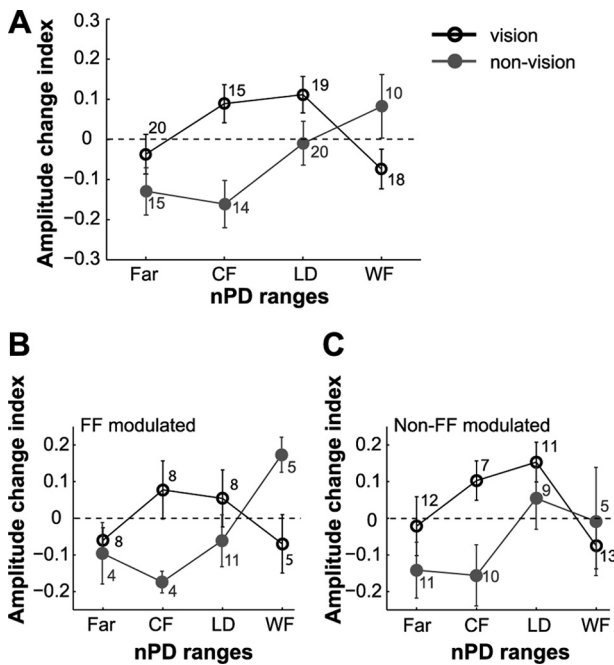 A
Amplitude change index
0.3
0.2
0.1
0
−0.1
−0.2
−0.3
20
15
19
10
15
14
20
18
Far CF LD WF
nPD ranges
vision
non-vision
B
Amplitude change index
FF modulated
0.2
0.1
0
−0.1
−0.2
8
8
8
5
4
4
11
5
Far CF LD WF
nPD ranges
C
Amplitude change index
Non-FF modulated
0.2
0.1
0
−0.1
−0.2
12
7
11
9
5
11
10
13
Far CF LD WF
nPD ranges